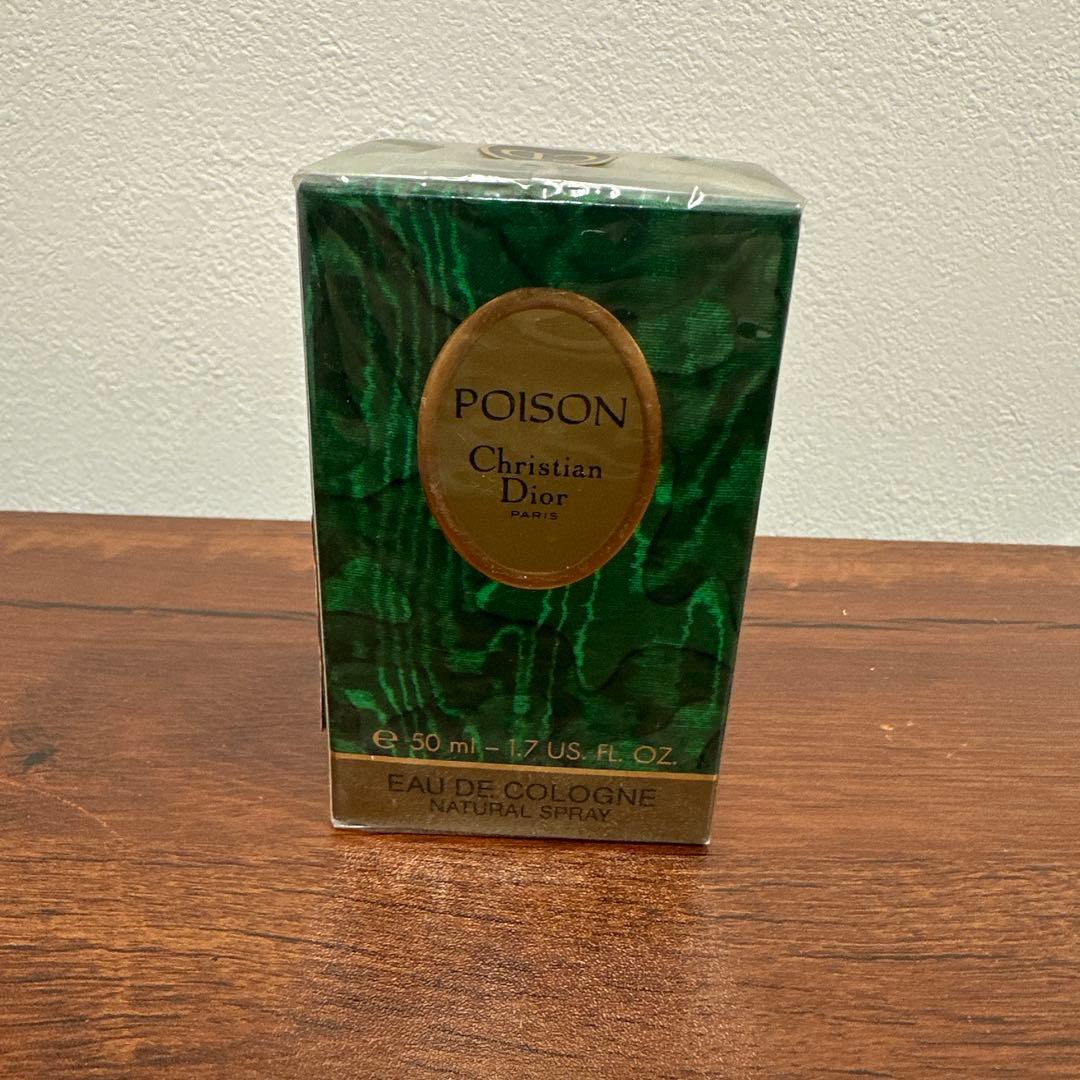 POISON
Christian
Dior
PARIS
e 50 ml – 1.7 US. FL. OZ.
EAU DE COLOGNE
NATURAL SPRAY